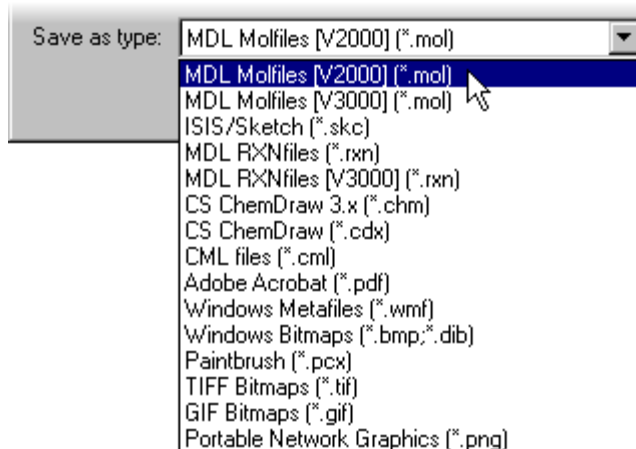 Save as type: MDL Molfiles [V2000] (*.mol)
MDL Molfiles [V2000] (*.mol)
MDL Molfiles [V3000] (*.mol)
ISIS/Sketch (*.skc)
MDL RXNfiles (*.rxn)
MDL RXNfiles [V3000] (*.rxn)
CS ChemDraw 3.x (*.chm)
CS ChemDraw (*.cdx)
CML files (*.cml)
Adobe Acrobat (*.pdf)
Windows Metafiles (*.wmf)
Windows Bitmaps (*.bmp;*.dib)
Paintbrush (*.pcx)
TIFF Bitmaps (*.tif)
GIF Bitmaps (*.gif)
Portable Network Graphics (*.png)